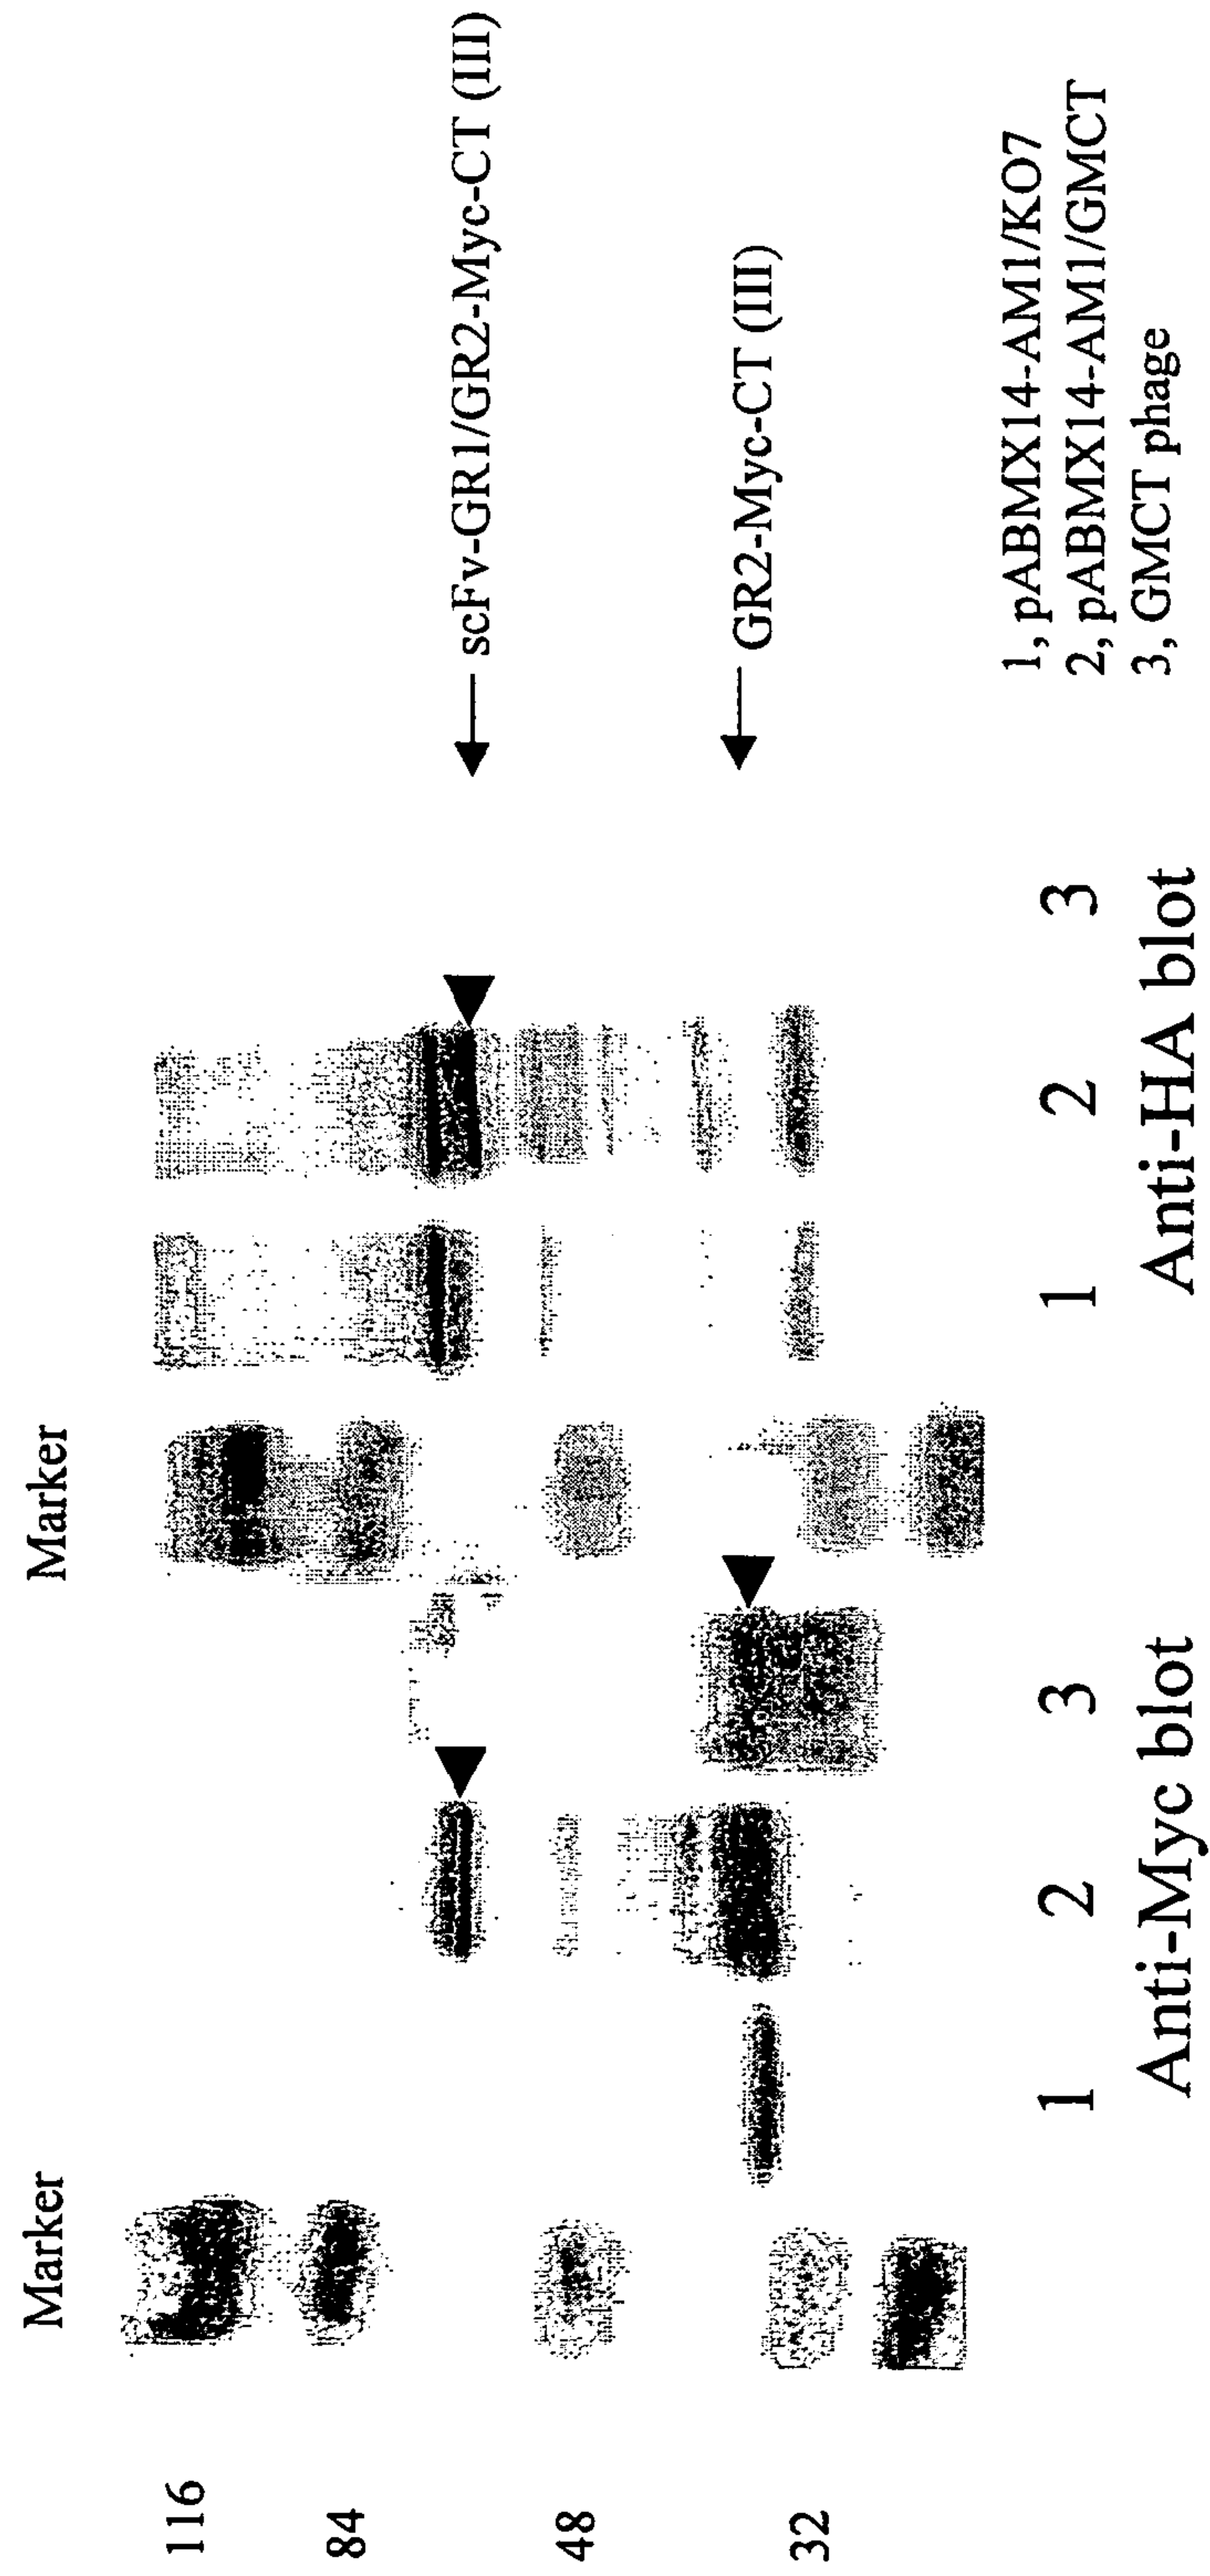 Marker
Marker
116
84
48
32
scFv-GR1/GR2-Myc-CT (III)
GR2-Myc-CT (III)
1 2 3
1 2 3
Anti-Myc blot
Anti-HA blot
1, pABMX14-AM1/KO7
2, pABMX14-AM1/GMCT
3, GMCT phage